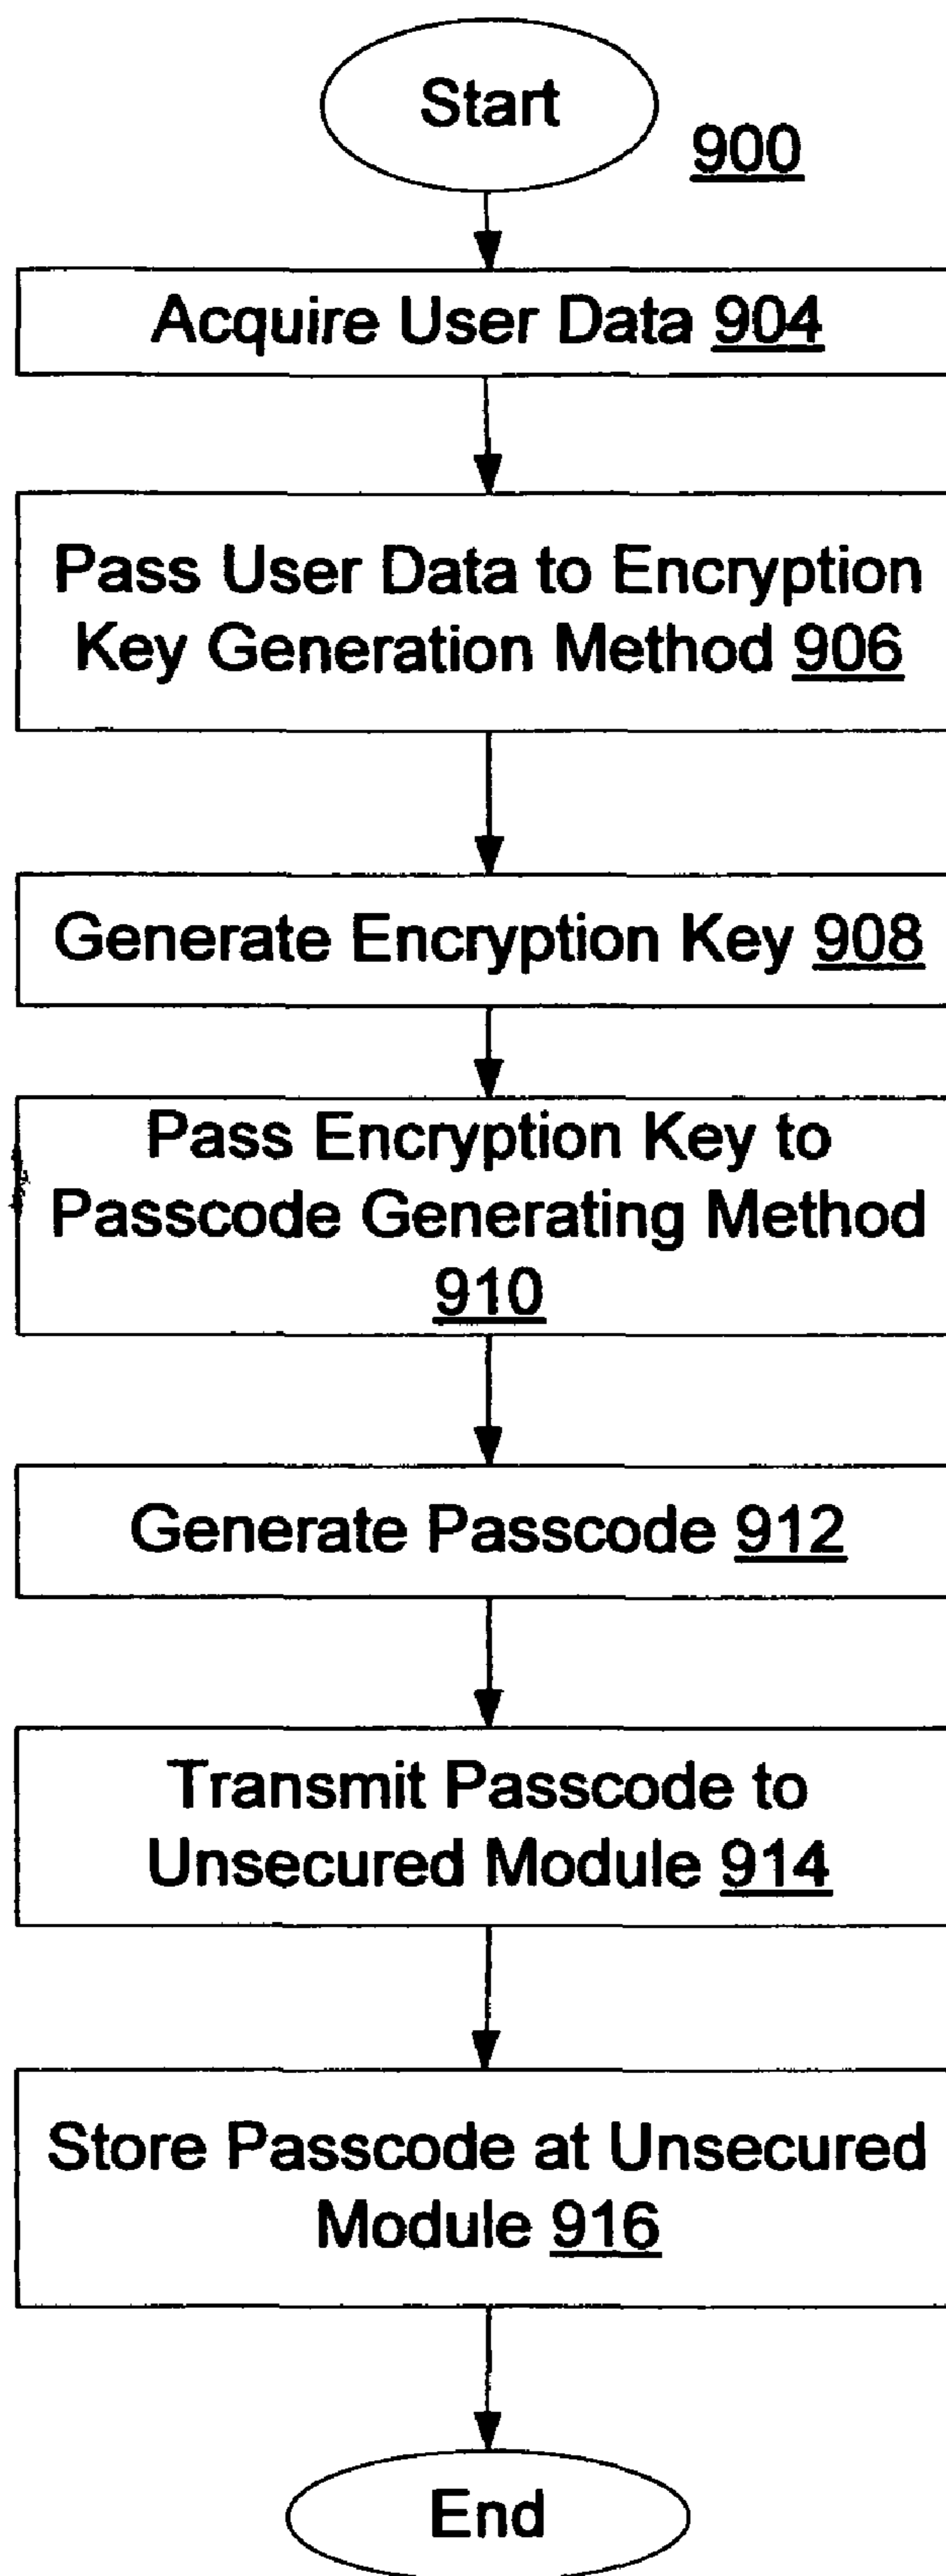 Start
900
Acquire User Data 904
Pass User Data to Encryption
Key Generation Method 906
Generate Encryption Key 908
Pass Encryption Key to
Passcode Generating Method
910
Generate Passcode 912
Transmit Passcode to
Unsecured Module 914
Store Passcode at Unsecured
Module 916
End